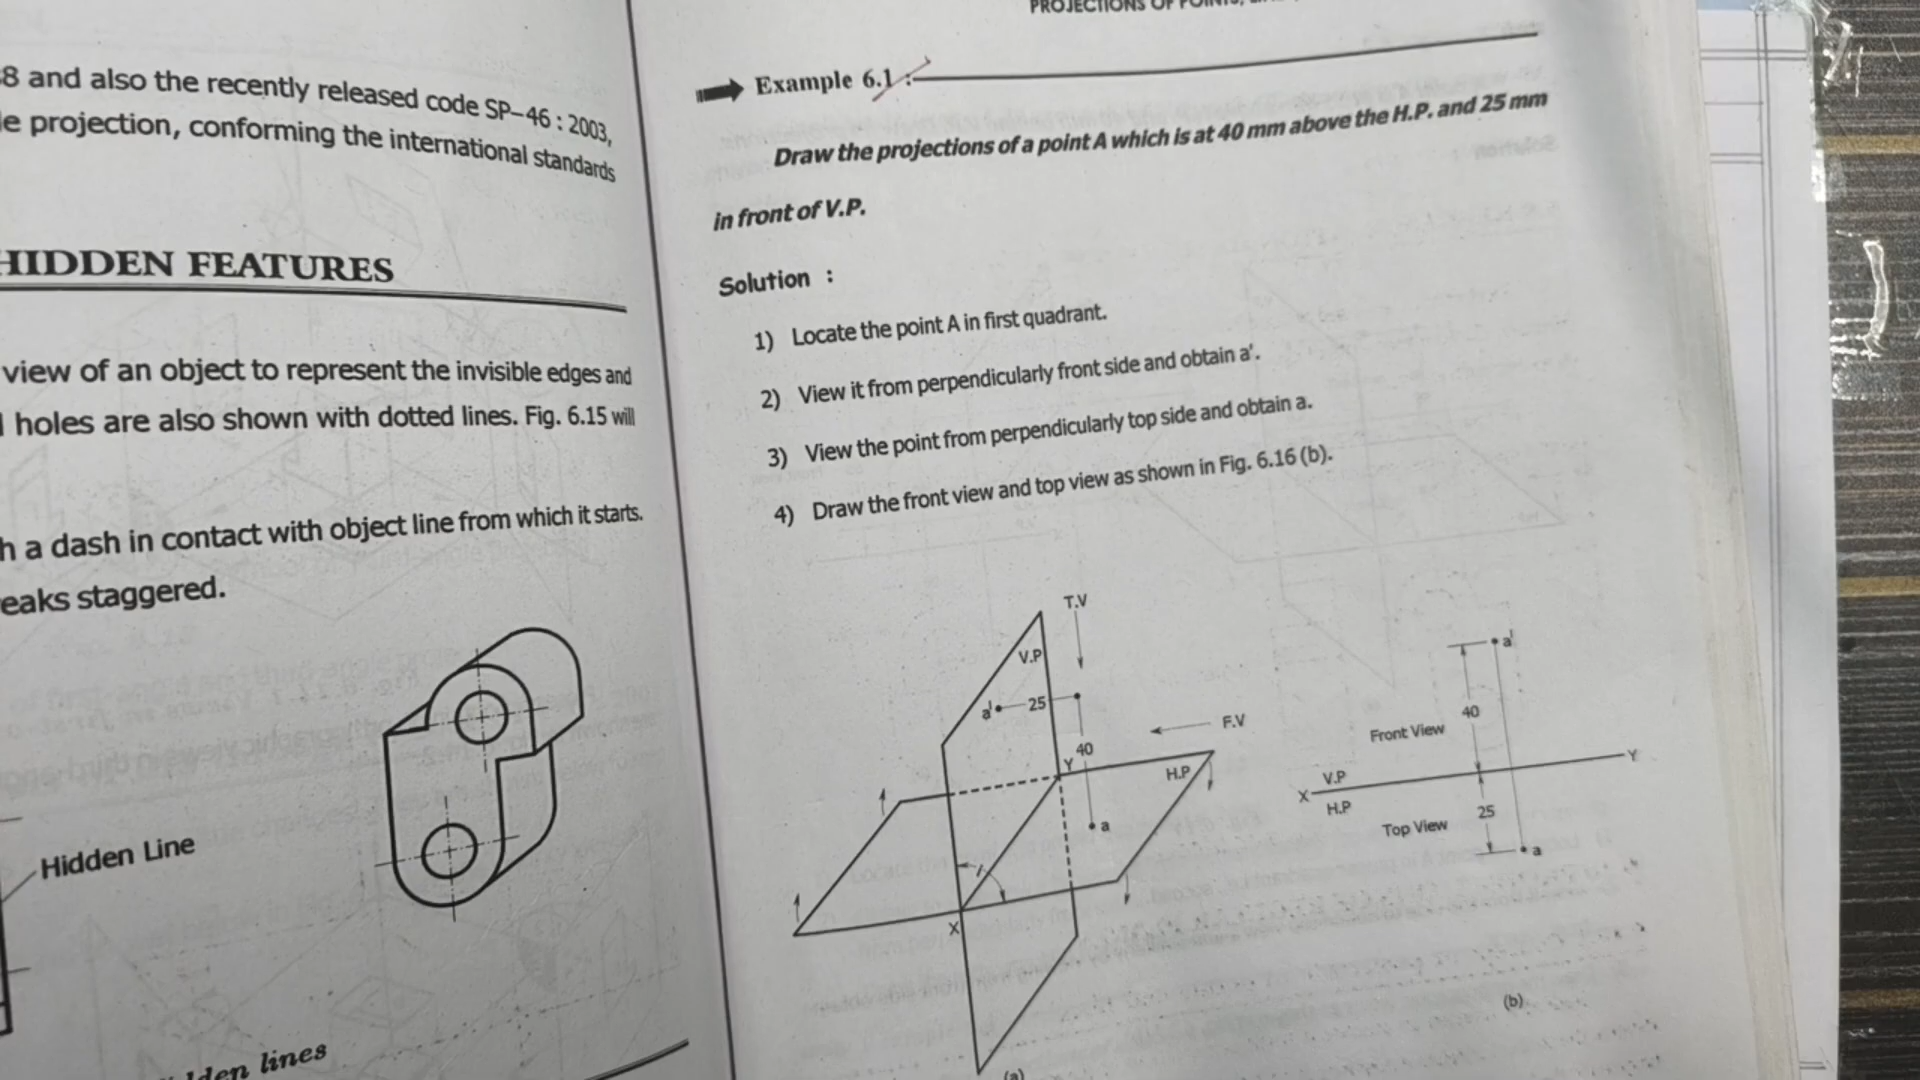 8 and also the recently released code SP-46 : 2003,
le projection, conforming the international standards
HIDDEN FEATURES
view of an object to represent the invisible edges and
holes are also shown with dotted lines. Fig. 6.15 will
h a dash in contact with object line from which it starts.
eaks staggered.
Hidden Line
lden lines
PROJECTIONS OF POINTS,
Example 6.1 :
Draw the projections of a point A which is at 40 mm above the H.P. and 25 mm
in front of V.P.
Solution :
1) Locate the point A in first quadrant.
2) View it from perpendicularly front side and obtain a'.
3) View the point from perpendicularly top side and obtain a.
4) Draw the front view and top view as shown in Fig. 6.16 (b).
T.V
V.P
a' 25
F.V
40
Y
H.P
a
X
(a)
a'
40
Front View
Y
V.P
X
H.P
25
Top View
a
(b)